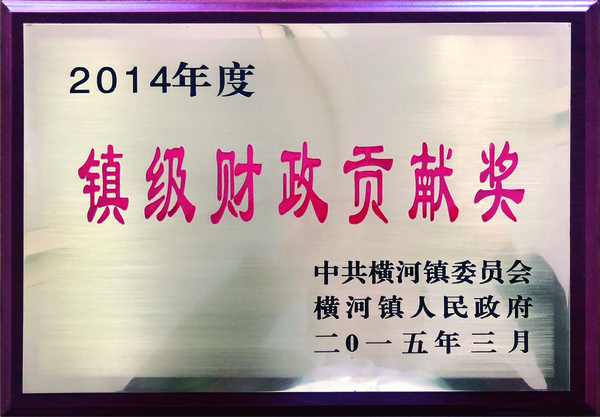 2014年度
镇级财政贡献奖
中共横河镇委员会
横河镇人民政府
二0一五年三月